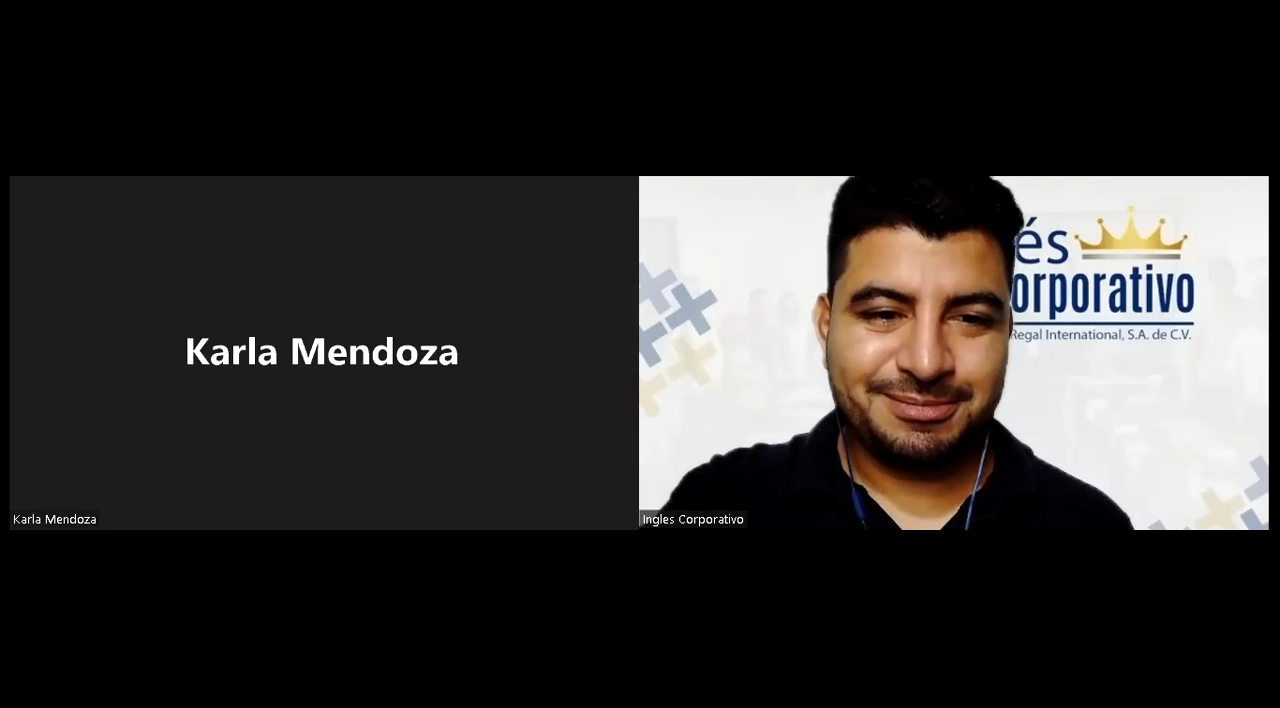 Karla Mendoza
Karla Mendoza
és
orporativo
Regal International, S.A. de C.V.
Ingles Corporativo